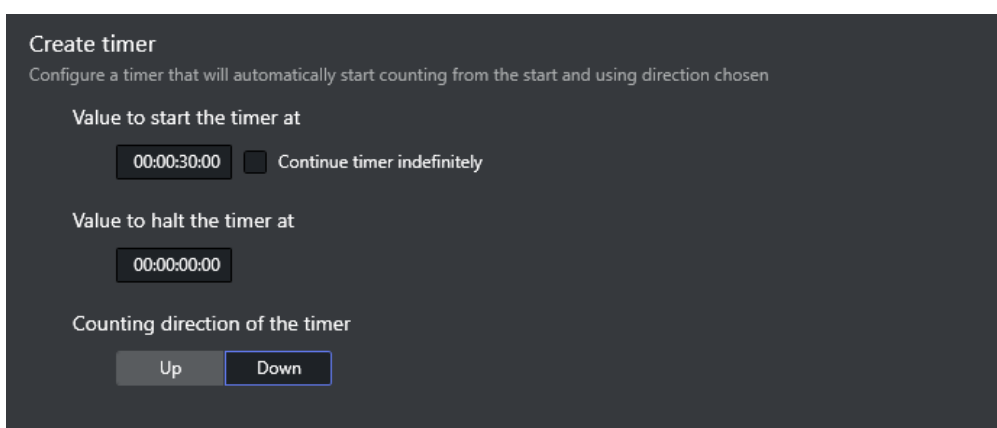 Create timer
Configure a timer that will automatically start counting from the start and using direction chosen
Value to start the timer at
00:00:30:00 Continue timer indefinitely
Value to halt the timer at
00:00:00:00
Counting direction of the timer
Up Down